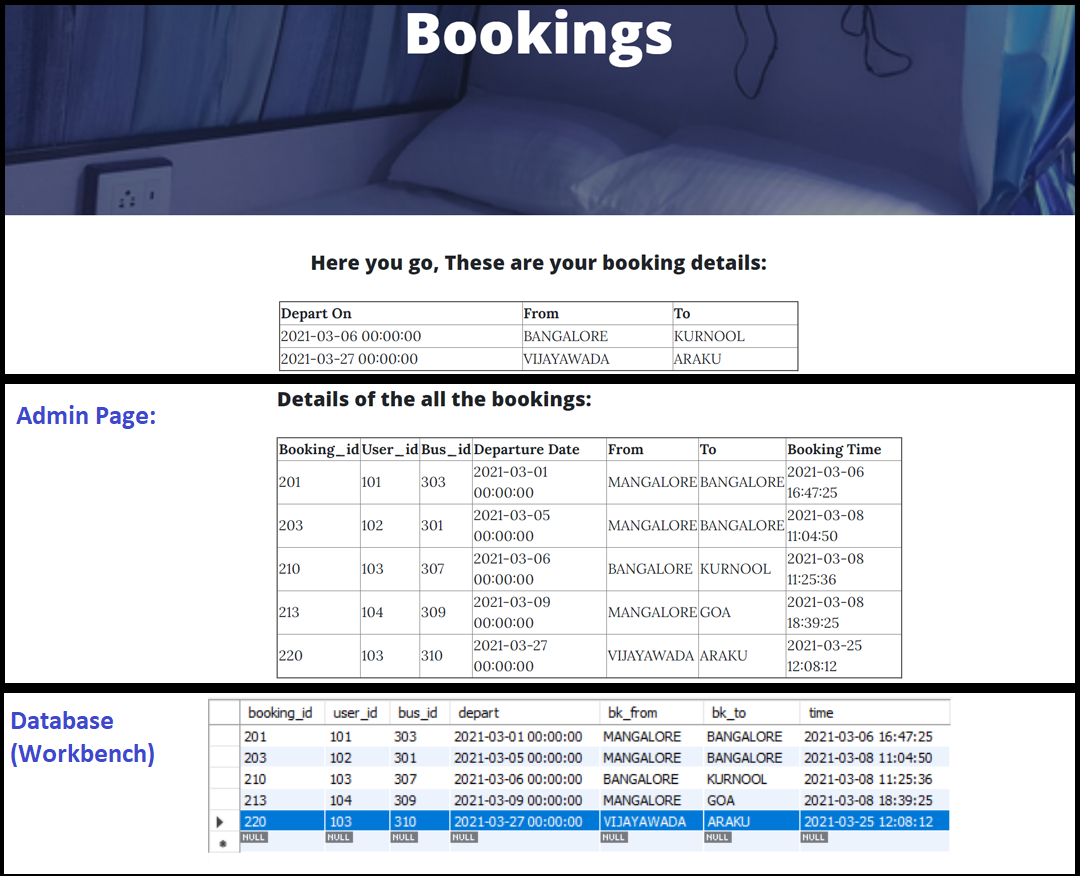 Bookings
Here you go, These are your booking details:
Depart On From To
2021-03-06 00:00:00 BANGALORE KURNOOL
2021-03-27 00:00:00 VIJAYAWADA ARAKU
Admin Page:
Details of the all the bookings:
Booking_id User_id Bus_id Departure Date From To Booking Time
201 101 303 2021-03-01 00:00:00 MANGALORE BANGALORE 2021-03-06 16:47:25
203 102 301 2021-03-05 00:00:00 MANGALORE BANGALORE 2021-03-08 11:04:50
210 103 307 2021-03-06 00:00:00 BANGALORE KURNOOL 2021-03-08 11:25:36
213 104 309 2021-03-09 00:00:00 MANGALORE GOA 2021-03-08 18:39:25
220 103 310 2021-03-27 00:00:00 VIJAYAWADA ARAKU 2021-03-25 12:08:12
Database
(Workbench)
booking_id user_id bus_id depart bk_from bk_to time
201 101 303 2021-03-01 00:00:00 MANGALORE BANGALORE 2021-03-06 16:47:25
203 102 301 2021-03-05 00:00:00 MANGALORE BANGALORE 2021-03-08 11:04:50
210 103 307 2021-03-06 00:00:00 BANGALORE KURNOOL 2021-03-08 11:25:36
213 104 309 2021-03-09 00:00:00 MANGALORE GOA 2021-03-08 18:39:25
220 103 310 2021-03-27 00:00:00 VIJAYAWADA ARAKU 2021-03-25 12:08:12
NULL NULL NULL NULL NULL NULL NULL